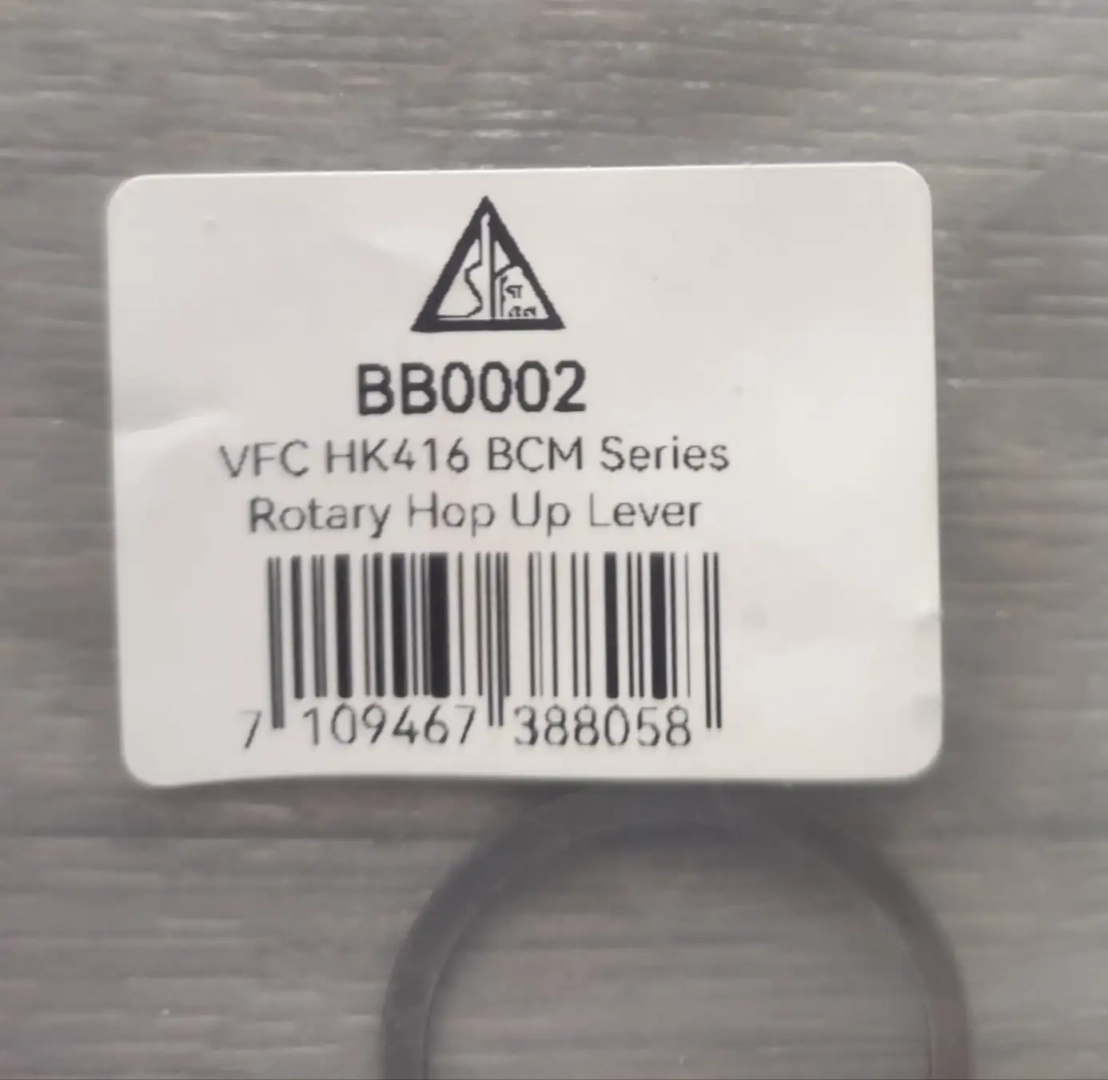 BB0002
VFC HK416 BCM Series
Rotary Hop Up Lever
7 109467 388058